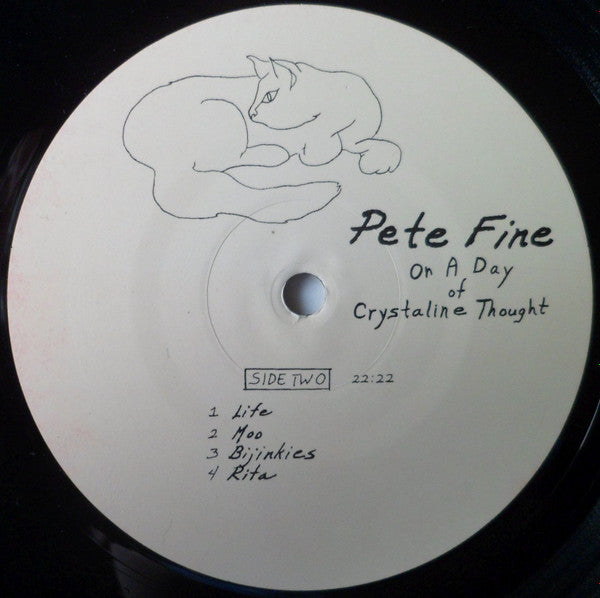 Pete Fine
On A Day
of
Crystaline Thought
SIDE TWO 22:22
1 Life
2 Moo
3 Bijinkies
4 Rita